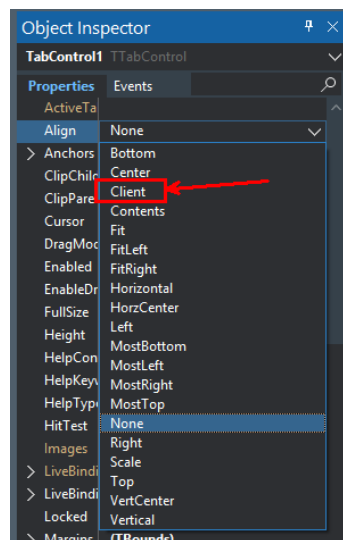 Object Inspector
TabControl1 TTabControl
Properties Events
ActiveTa
Align None
Anchors Bottom
Center
ClipChild Client
ClipPare Contents
Cursor Fit
DragMod FitLeft
Enabled FitRight
EnableDr Horizontal
FullSize HorzCenter
Height Left
HelpCon MostBottom
HelpKeyw MostLeft
HelpType MostRight
MostTop
HitTest None
Images Right
LiveBindi Scale
LiveBindi Top
Locked VertCenter
Vertical
Margins (TBounds)